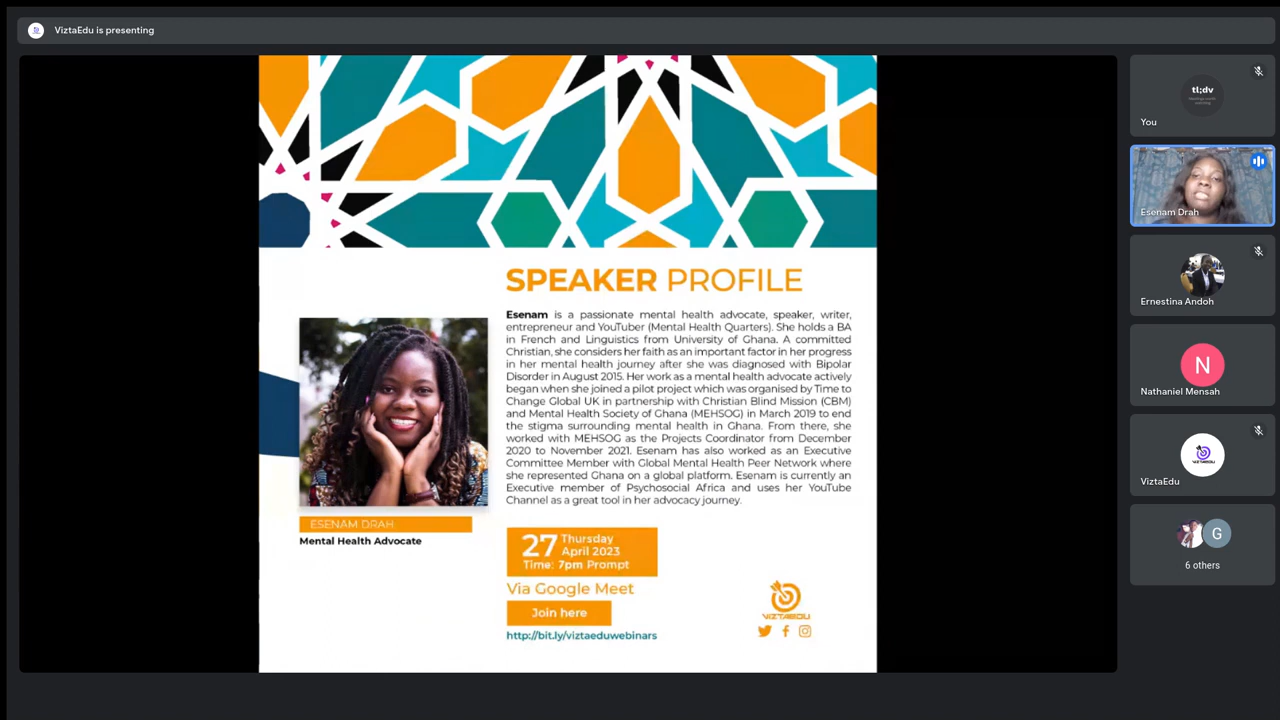 ViztaEdu is presenting
SPEAKER PROFILE
Esenam is a passionate mental health advocate, speaker, writer,
entrepreneur and YouTuber (Mental Health Quarters). She holds a BA
in French and Linguistics from University of Ghana. A committed
Christian, she considers her faith as an important factor in her progress
in her mental health journey after she was diagnosed with Bipolar
Disorder in August 2015. Her work as a mental health advocate actively
began when she joined a pilot project which was organised by Time to
Change Global UK in partnership with Christian Blind Mission (CBM)
and Mental Health Society of Ghana (MEHSOG) in March 2019 to end
the stigma surrounding mental health in Ghana. From there, she
worked with MEHSOG as the Projects Coordinator from December
2020 to November 2021. Esenam has also worked as an Executive
Committee Member with Global Mental Health Peer Network where
she represented Ghana on a global platform. Esenam is currently an
Executive member of Psychosocial Africa and uses her YouTube
Channel as a great tool in her advocacy journey.
ESENAM DRAH
Mental Health Advocate
27 Thursday
April 2023
Time: 7pm Prompt
Via Google Meet
Join here
http://bit.ly/viztaeduwebinars
VIZTAEDU
tl;dv
You
Esenam Drah
Ernestina Andoh
N
Nathaniel Mensah
ViztaEdu
G
6 others